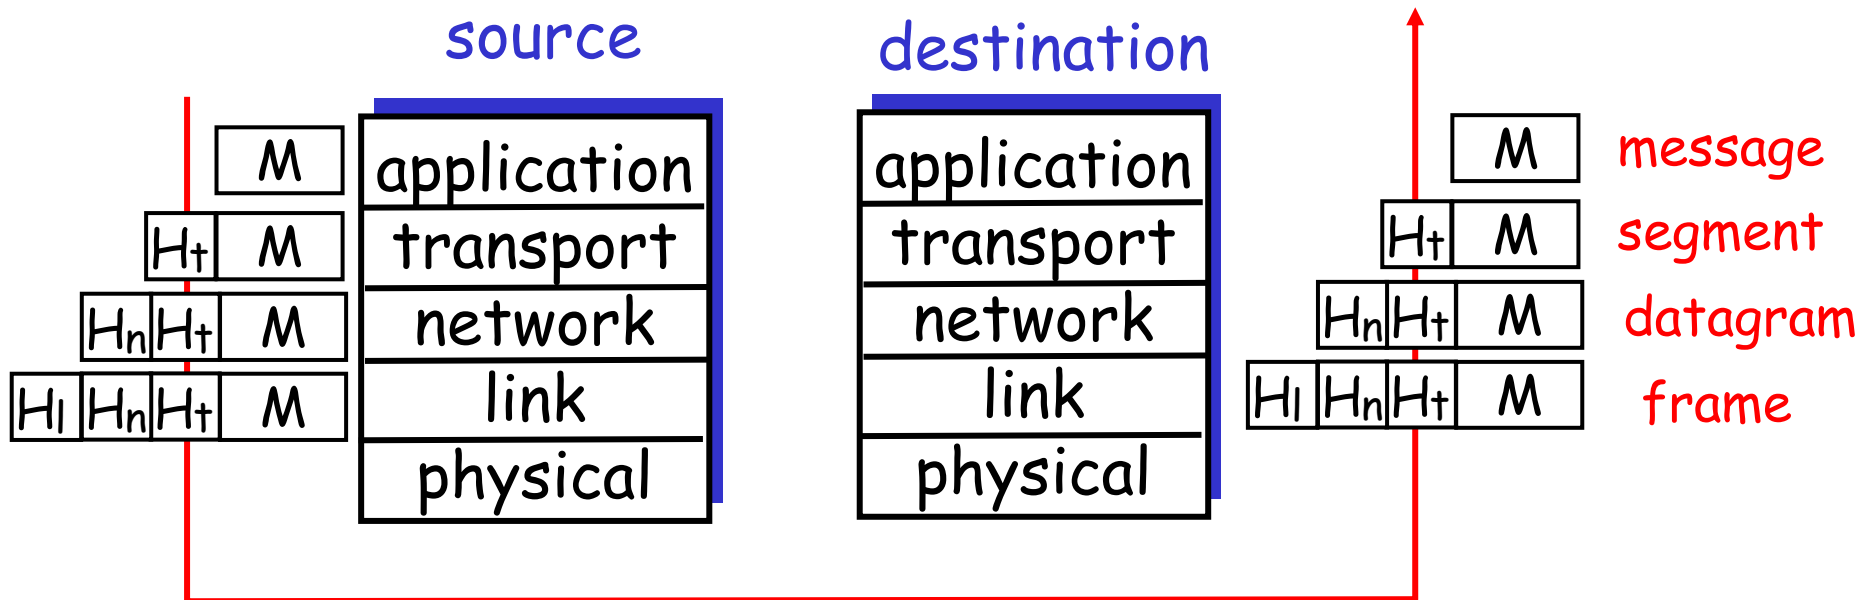 source destination
M application application M message
Ht M transport transport Ht M segment
Hn Ht M network network Hn Ht M datagram
Hl Hn Ht M link link Hl Hn Ht M frame
physical physical